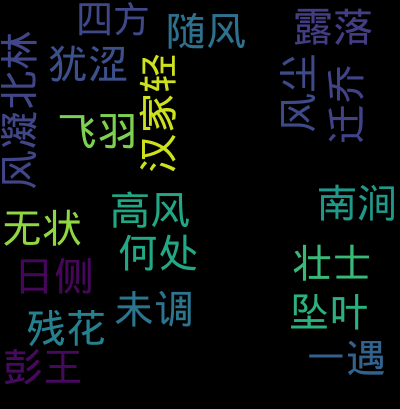 四方
随风
露落
犹涩
风凝北林
汉家轻
风尘
迁乔
飞羽
高风
南涧
无状
何处
壮士
日侧
未调
坠叶
残花
一遇
彭王